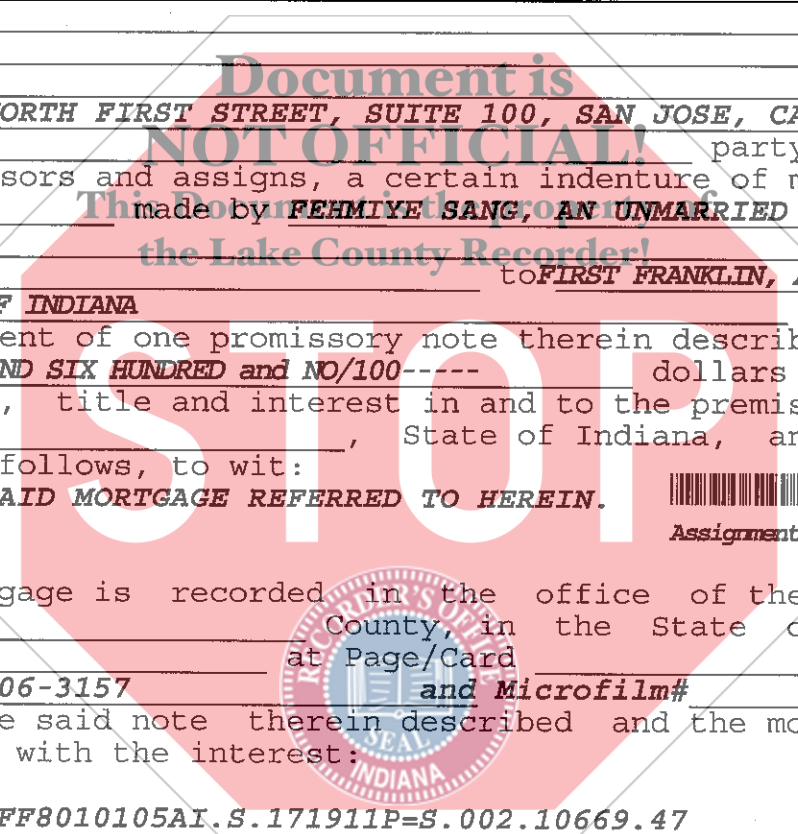 Document is
ORTH FIRST STREET, SUITE 100, SAN JOSE, CA
NOT OFFICIAL!
party
sors and assigns, a certain indenture of m
This Document is the property of
made by FEHMIYE SANG, AN UNMARRIED
the Lake County Recorder!
to FIRST FRANKLIN, A
F INDIANA
ent of one promissory note therein describ
ND SIX HUNDRED and NO/100----- dollars
, title and interest in and to the premis
, State of Indiana, an
follows, to wit:
AID MORTGAGE REFERRED TO HEREIN.
Assignment
STOP
gage is recorded in the office of the
County, in the State o
at Page/Card
06-3157 and Microfilm#
e said note therein described and the mo
with the interest:
RECORDER'S OFFICE
SEAL
INDIANA
FF8010105AI.S.171911P=S.002.10669.47